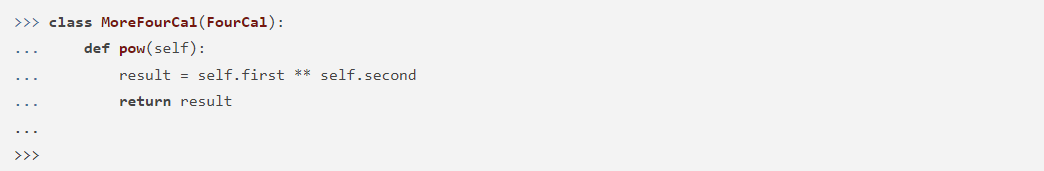 >>> class MoreFourCal(FourCal):
...     def pow(self):
...         result = self.first ** self.second
...         return result
...
>>>